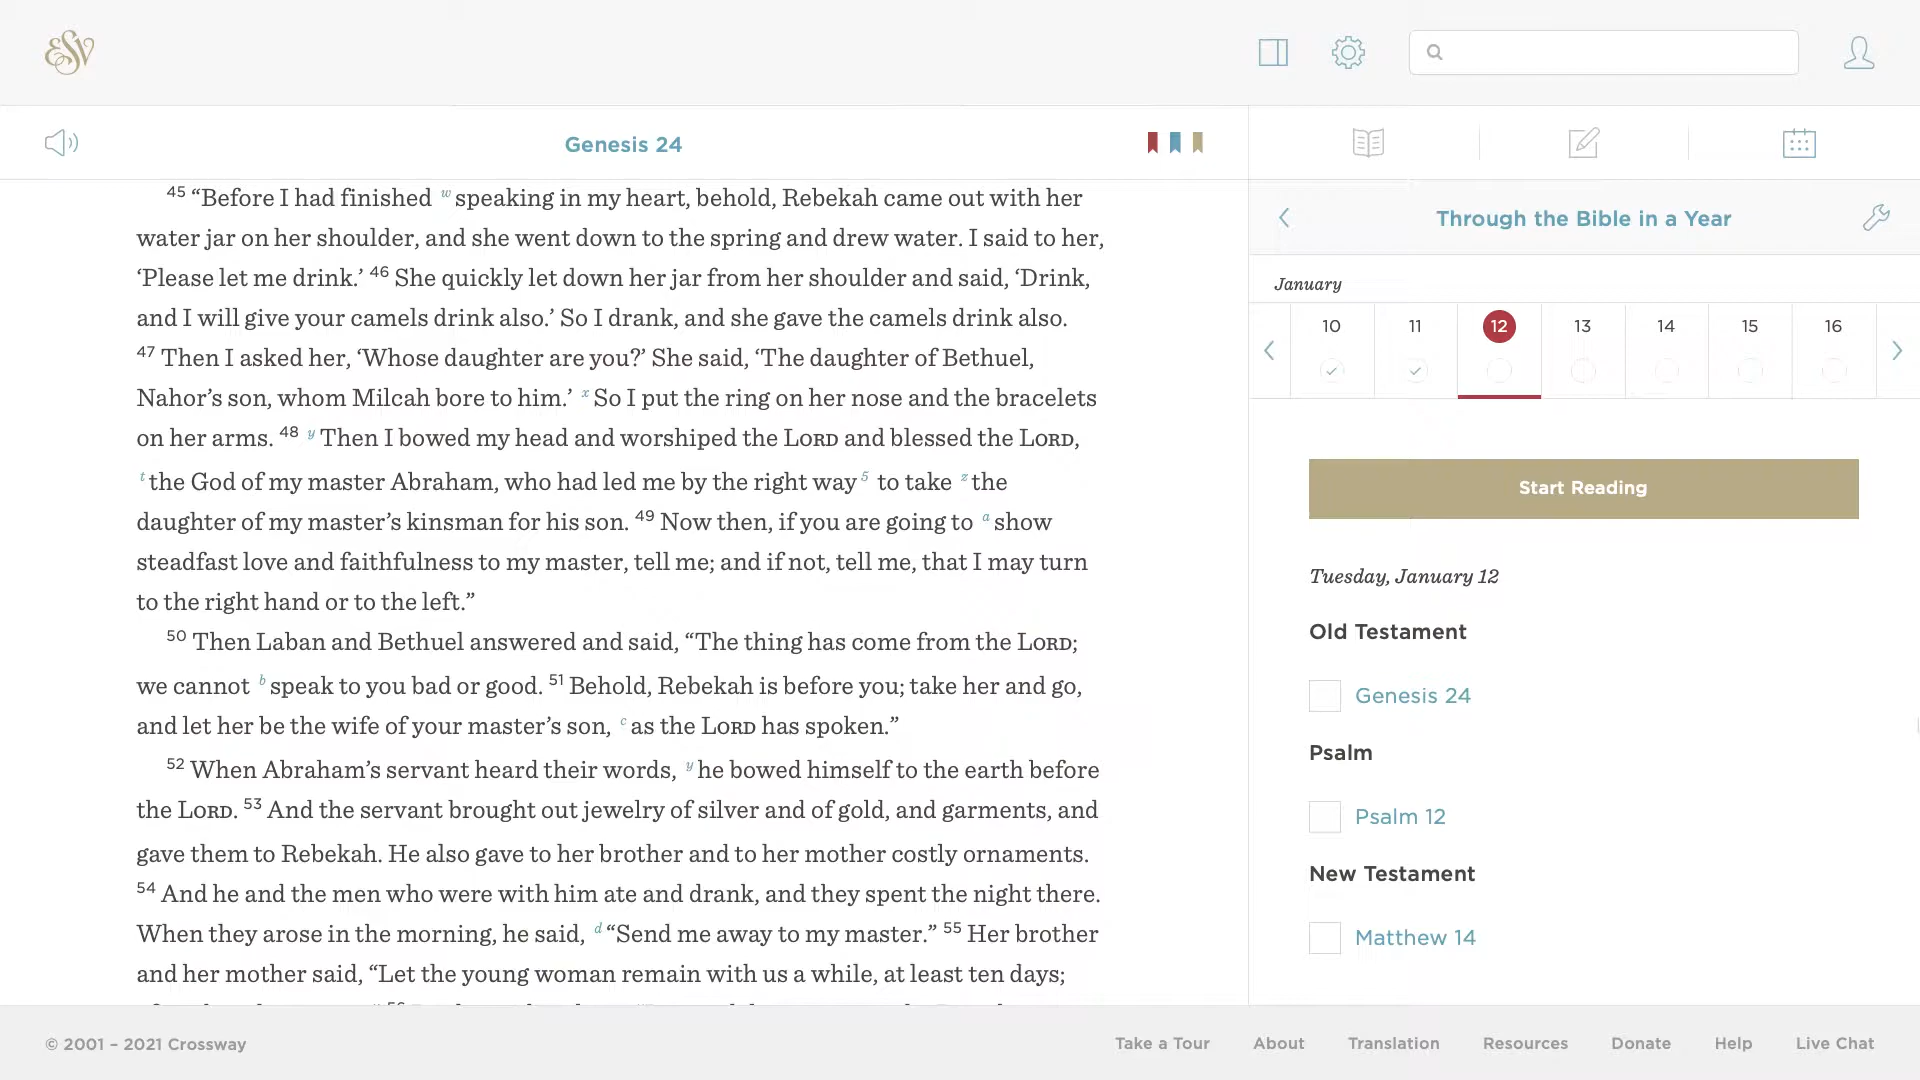 ESV
Genesis 24
45 “Before I had finished w speaking in my heart, behold, Rebekah came out with her
water jar on her shoulder, and she went down to the spring and drew water. I said to her,
‘Please let me drink.’ 46 She quickly let down her jar from her shoulder and said, ‘Drink,
and I will give your camels drink also.’ So I drank, and she gave the camels drink also.
47 Then I asked her, ‘Whose daughter are you?’ She said, ‘The daughter of Bethuel,
Nahor’s son, whom Milcah bore to him.’ x So I put the ring on her nose and the bracelets
on her arms. 48 y Then I bowed my head and worshiped the LORD and blessed the LORD,
t the God of my master Abraham, who had led me by the right way 5 to take z the
daughter of my master’s kinsman for his son. 49 Now then, if you are going to a show
steadfast love and faithfulness to my master, tell me; and if not, tell me, that I may turn
to the right hand or to the left.”
50 Then Laban and Bethuel answered and said, “The thing has come from the LORD;
we cannot b speak to you bad or good. 51 Behold, Rebekah is before you; take her and go,
and let her be the wife of your master’s son, c as the LORD has spoken.”
52 When Abraham’s servant heard their words, y he bowed himself to the earth before
the LORD. 53 And the servant brought out jewelry of silver and of gold, and garments, and
gave them to Rebekah. He also gave to her brother and to her mother costly ornaments.
54 And he and the men who were with him ate and drank, and they spent the night there.
When they arose in the morning, he said, d “Send me away to my master.” 55 Her brother
and her mother said, “Let the young woman remain with us a while, at least ten days;
Through the Bible in a Year
January
10 11 12 13 14 15 16
Start Reading
Tuesday, January 12
Old Testament
Genesis 24
Psalm
Psalm 12
New Testament
Matthew 14
© 2001 – 2021 Crossway
Take a Tour About Translation Resources Donate Help Live Chat